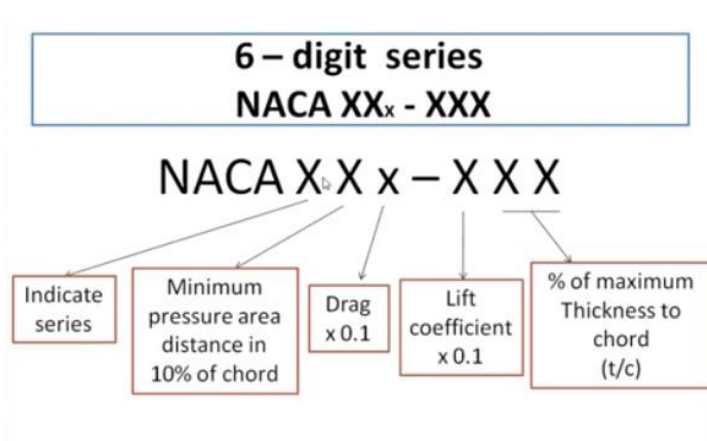 6 – digit series
NACA XXx - XXX
NACA X X x – X X X
Indicate
series
Minimum
pressure area
distance in
10% of chord
Drag
x 0.1
Lift
coefficient
x 0.1
% of maximum
Thickness to
chord
(t/c)